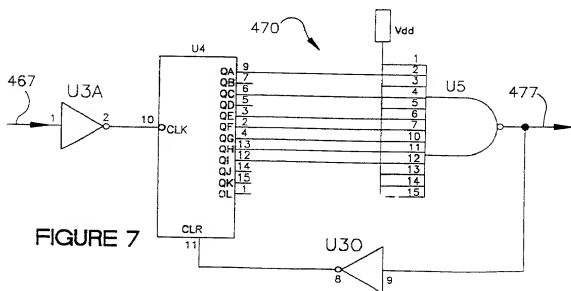 470
Vdd
U4
467
U3A
1
2
10
CLK
QA 9
QB 7
QC 6
QD 5
QE 3
QF 2
QG 4
QH 13
QI 12
QJ 14
QK 15
QL 1
CLR
11
1
2
3
4
5
6
7
10
11
12
13
14
15
U5
477
FIGURE 7
U3O
8
9